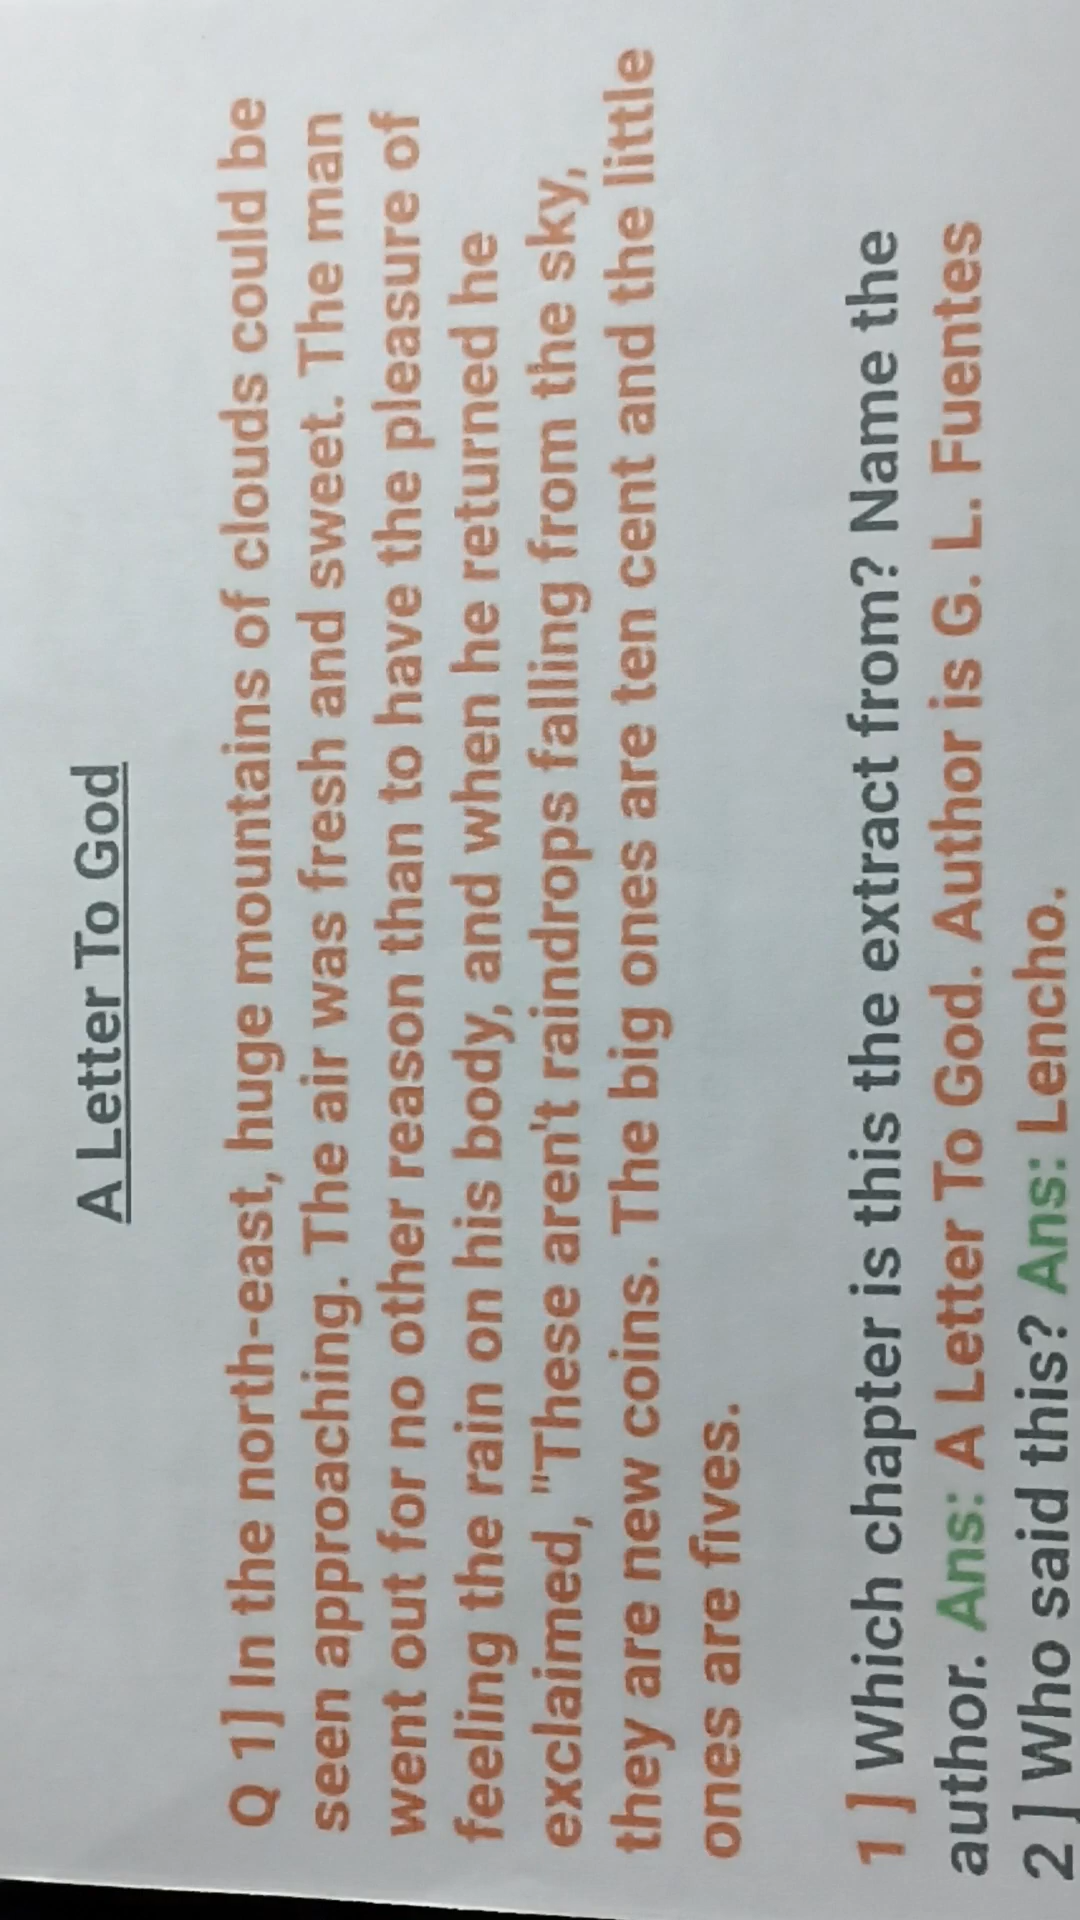 A Letter To God
Q 1] In the north-east, huge mountains of clouds could be
seen approaching. The air was fresh and sweet. The man
went out for no other reason than to have the pleasure of
feeling the rain on his body, and when he returned he
exclaimed, "These aren't raindrops falling from the sky,
they are new coins. The big ones are ten cent and the little
ones are fives.
1 ] Which chapter is this the extract from? Name the
author. Ans: A Letter To God. Author is G. L. Fuentes
2 ] Who said this? Ans: Lencho.